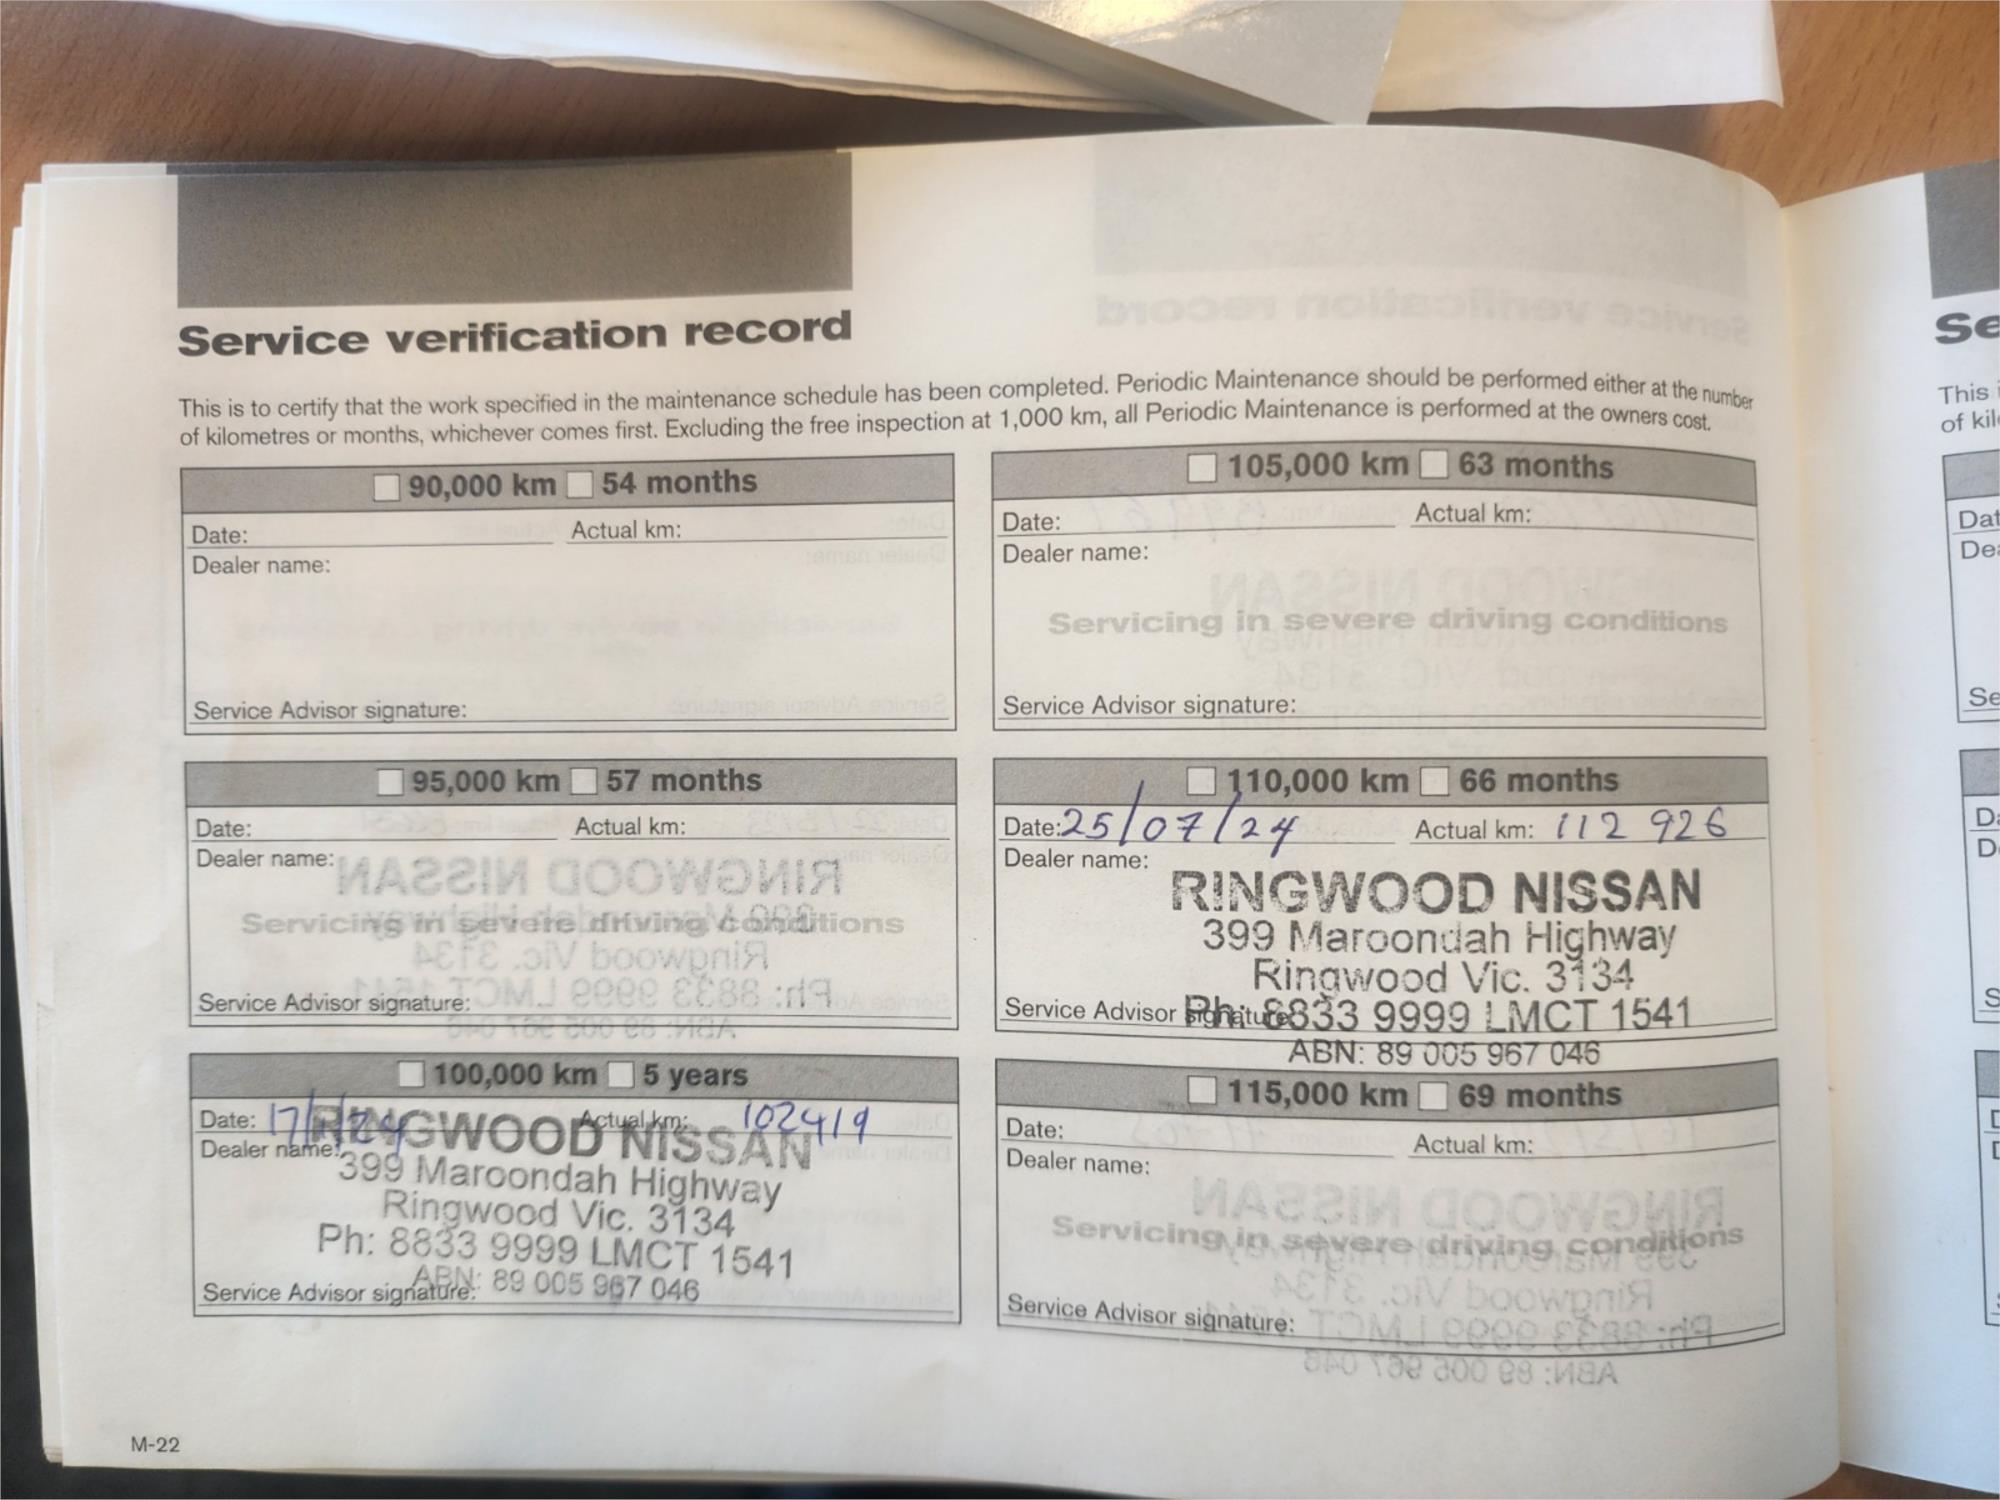 Service verification record
This is to certify that the work specified in the maintenance schedule has been completed. Periodic Maintenance should be performed either at the number
of kilometres or months, whichever comes first. Excluding the free inspection at 1,000 km, all Periodic Maintenance is performed at the owners cost.
90,000 km 54 months
Date: Actual km:
Dealer name:
Service Advisor signature:
95,000 km 57 months
Date: Actual km:
Dealer name:
Servicing in severe driving conditions
Service Advisor signature:
100,000 km 5 years
Date: 17/ /24 Actual km: 102419
Dealer name:
RINGWOOD NISSAN
399 Maroondah Highway
Ringwood Vic. 3134
Ph: 8833 9999 LMCT 1541
ABN: 89 005 967 046
Service Advisor signature:
105,000 km 63 months
Date: Actual km:
Dealer name:
Servicing in severe driving conditions
Service Advisor signature:
110,000 km 66 months
Date: 25/07/24 Actual km: 112 926
Dealer name:
RINGWOOD NISSAN
399 Maroondah Highway
Ringwood Vic. 3134
Service Advisor signature:
Ph: 8833 9999 LMCT 1541
ABN: 89 005 967 046
115,000 km 69 months
Date: Actual km:
Dealer name:
Servicing in severe driving conditions
Service Advisor signature:
M-22
Se
This
of kil
Dat
De
Se